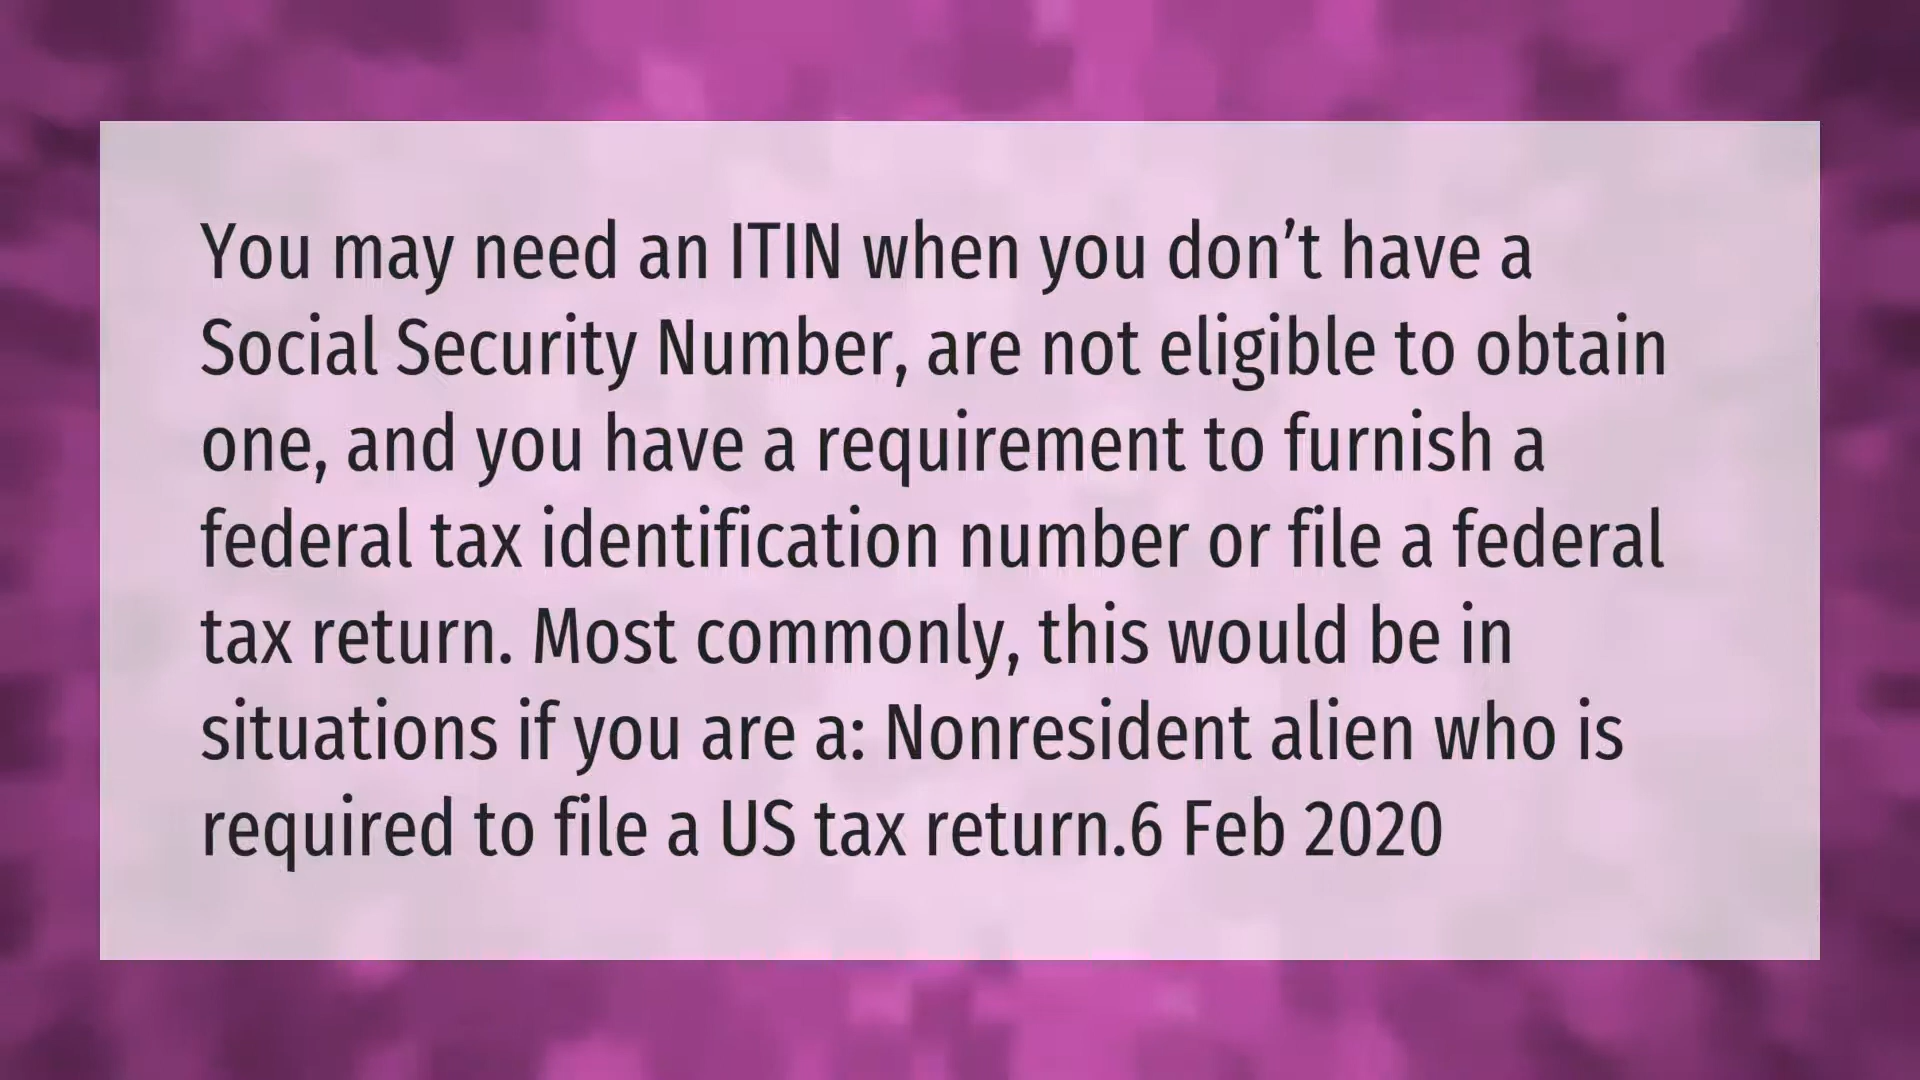 You may need an ITIN when you don’t have a
Social Security Number, are not eligible to obtain
one, and you have a requirement to furnish a
federal tax identification number or file a federal
tax return. Most commonly, this would be in
situations if you are a: Nonresident alien who is
required to file a US tax return.6 Feb 2020